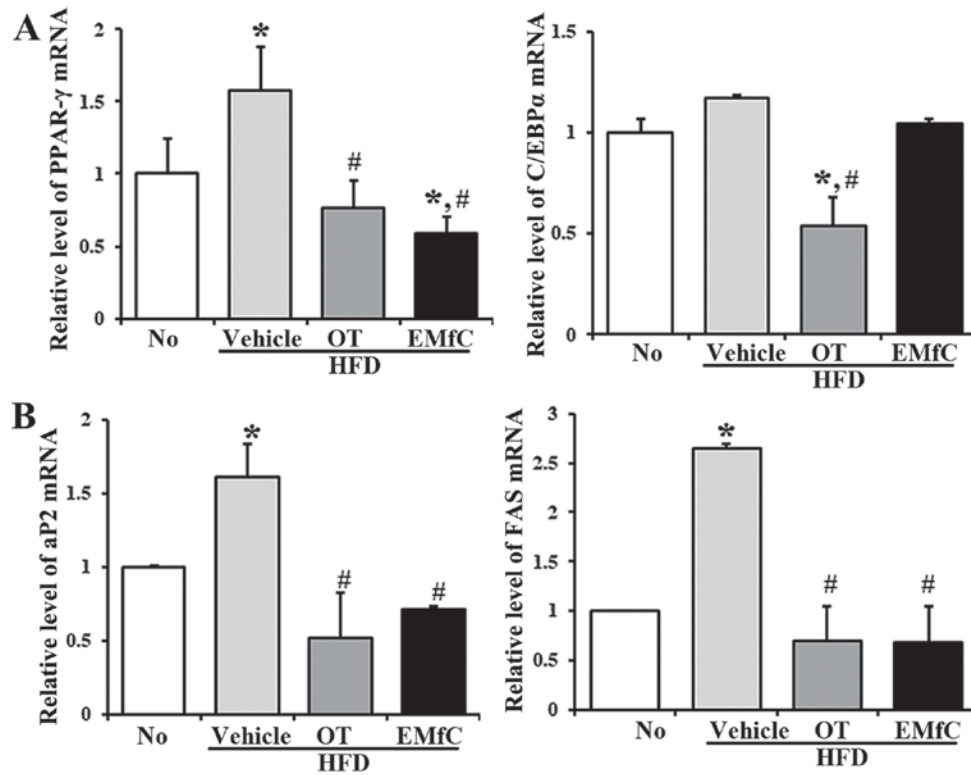 A
Relative level of PPAR-γ mRNA
2
1.5
1
0.5
0
*
#
*,#
No Vehicle OT EMfC
HFD
Relative level of C/EBPα mRNA
1.5
1
0.5
0
*,#
No Vehicle OT EMfC
HFD
B
Relative level of aP2 mRNA
2
1.5
1
0.5
0
*
#
#
No Vehicle OT EMfC
HFD
Relative level of FAS mRNA
3
2.5
2
1.5
1
0.5
0
*
#
#
No Vehicle OT EMfC
HFD